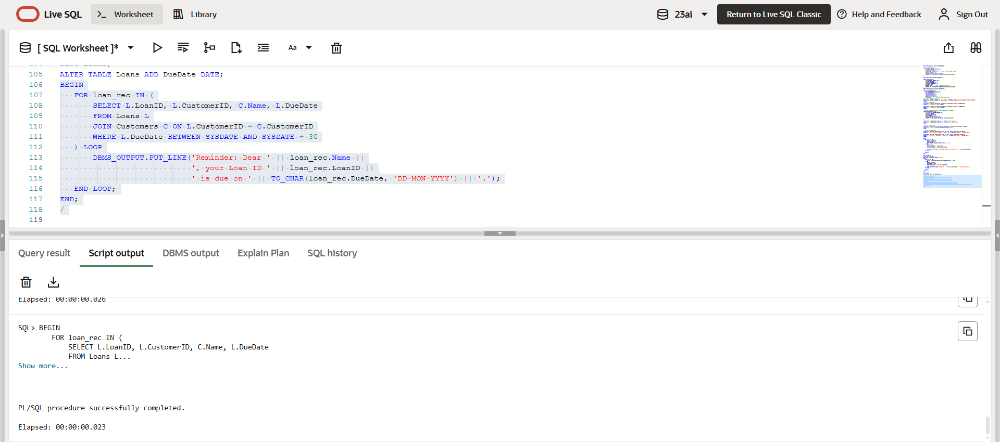 Live SQL
Worksheet
Library
23ai
Return to Live SQL Classic
Help and Feedback
Sign Out
[ SQL Worksheet ]*
Aa
105 ALTER TABLE Loans ADD DueDate DATE;
106 BEGIN
107 FOR loan_rec IN (
108 SELECT L.LoanID, L.CustomerID, C.Name, L.DueDate
109 FROM Loans L
110 JOIN Customers C ON L.CustomerID = C.CustomerID
111 WHERE L.DueDate BETWEEN SYSDATE AND SYSDATE + 30
112 ) LOOP
113 DBMS_OUTPUT.PUT_LINE('Reminder: Dear ' || loan_rec.Name ||
114 ', your Loan ID ' || loan_rec.LoanID ||
115 ' is due on ' || TO_CHAR(loan_rec.DueDate, 'DD-MON-YYYY') || '.');
116 END LOOP;
117 END;
118 /
119
Query result
Script output
DBMS output
Explain Plan
SQL history
Elapsed: 00:00:00.026
SQL> BEGIN
FOR loan_rec IN (
SELECT L.LoanID, L.CustomerID, C.Name, L.DueDate
FROM Loans L...
Show more...
PL/SQL procedure successfully completed.
Elapsed: 00:00:00.023